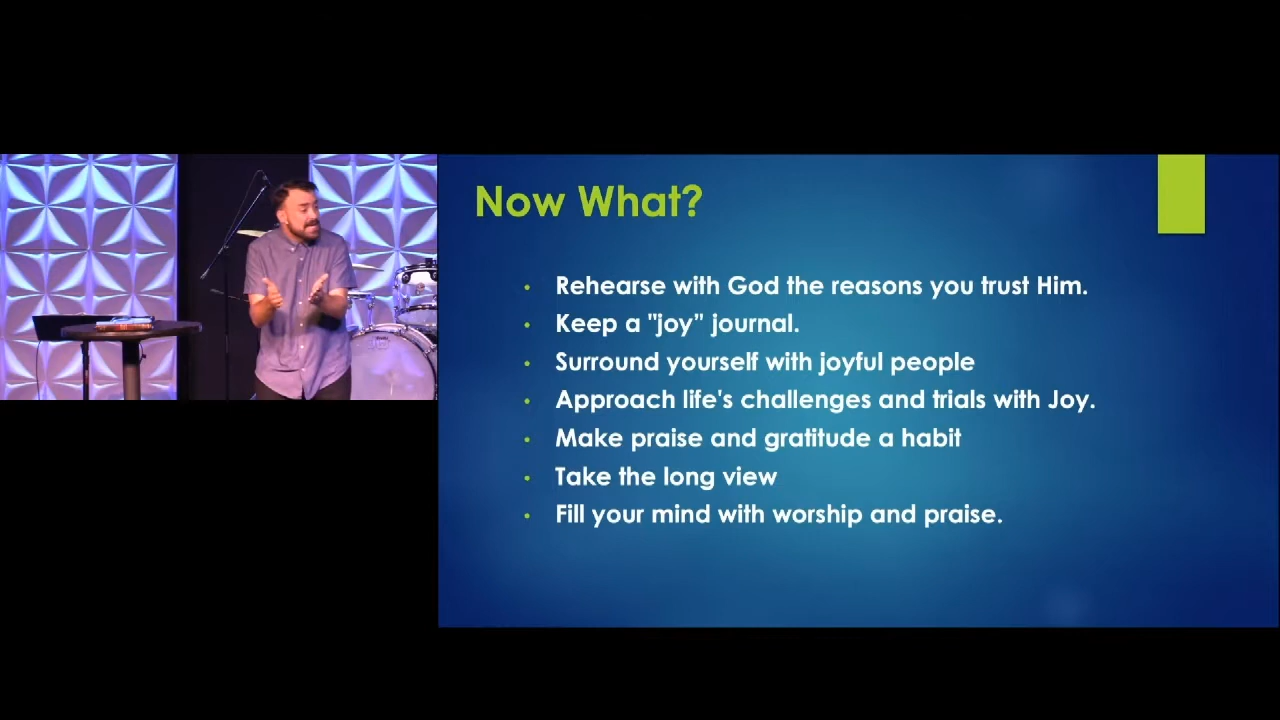 Now What?
• Rehearse with God the reasons you trust Him.
• Keep a "joy” journal.
• Surround yourself with joyful people
• Approach life's challenges and trials with Joy.
• Make praise and gratitude a habit
• Take the long view
• Fill your mind with worship and praise.